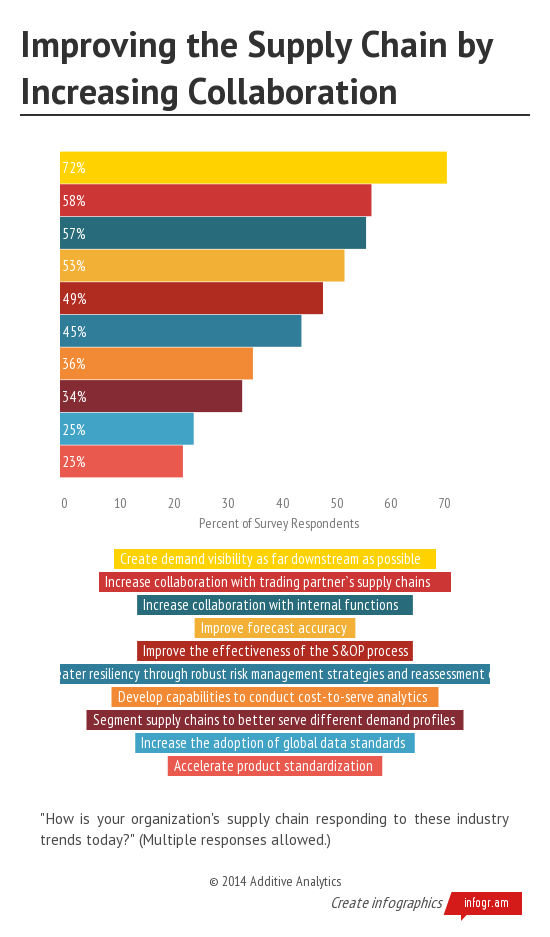 Improving the Supply Chain by
Increasing Collaboration
72%
58%
57%
53%
49%
45%
36%
34%
25%
23%
0 10 20 30 40 50 60 70
Percent of Survey Respondents
Create demand visibility as far downstream as possible
Increase collaboration with trading partner`s supply chains
Increase collaboration with internal functions
Improve forecast accuracy
Improve the effectiveness of the S&OP process
resiliency through robust risk management strategies and reassessment
Develop capabilities to conduct cost-to-serve analytics
Segment supply chains to better serve different demand profiles
Increase the adoption of global data standards
Accelerate product standardization
"How is your organization's supply chain responding to these industry
trends today?" (Multiple responses allowed.)
© 2014 Additive Analytics
Create infographics infogr.am